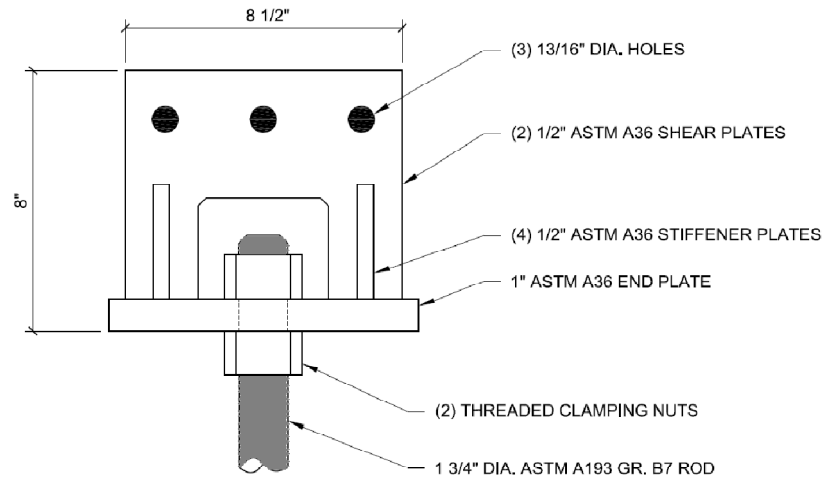 8 1/2"
(3) 13/16" DIA. HOLES
(2) 1/2" ASTM A36 SHEAR PLATES
8"
(4) 1/2" ASTM A36 STIFFENER PLATES
1" ASTM A36 END PLATE
(2) THREADED CLAMPING NUTS
1 3/4" DIA. ASTM A193 GR. B7 ROD